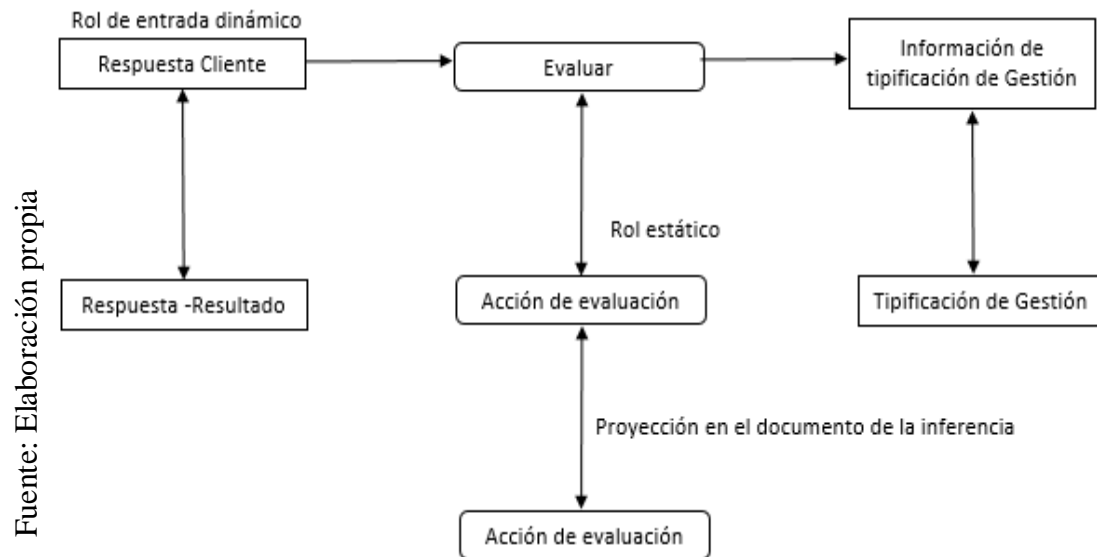 Rol de entrada dinámico
Respuesta Cliente
Evaluar
Información de
tipificación de Gestión
Rol estático
Respuesta -Resultado
Acción de evaluación
Tipificación de Gestión
Proyección en el documento de la inferencia
Acción de evaluación
Fuente: Elaboración propia